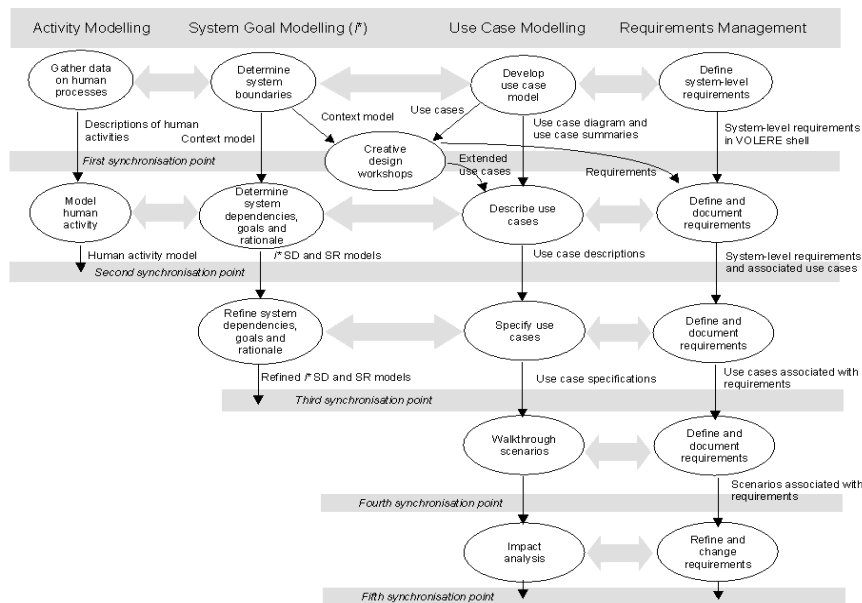 Activity Modelling
System Goal Modelling (i*)
Use Case Modelling
Requirements Management
Gather data
on human
processes
Determine
system
boundaries
Develop
use case
model
Define
system-level
requirements
Descriptions of human
activities
Context model
Context model
Use cases
Use case diagram and
use case summaries
System-level requirements
in VOLERE shell
First synchronisation point
Creative
design
workshops
Extended
use cases
Requirements
Model
human
activity
Determine
system
dependencies,
goals and
rationale
Describe use
cases
Define and
document
requirements
Human activity model
i* SD and SR models
Use case descriptions
System-level requirements
and associated use cases
Second synchronisation point
Refine system
dependencies,
goals and
rationale
Specify use
cases
Define and
document
requirements
Refined i* SD and SR models
Use case specifications
Use cases associated with
requirements
Third synchronisation point
Walkthrough
scenarios
Define and
document
requirements
Scenarios associated with
requirements
Fourth synchronisation point
Impact
analysis
Refine and
change
requirements
Fifth synchronisation point